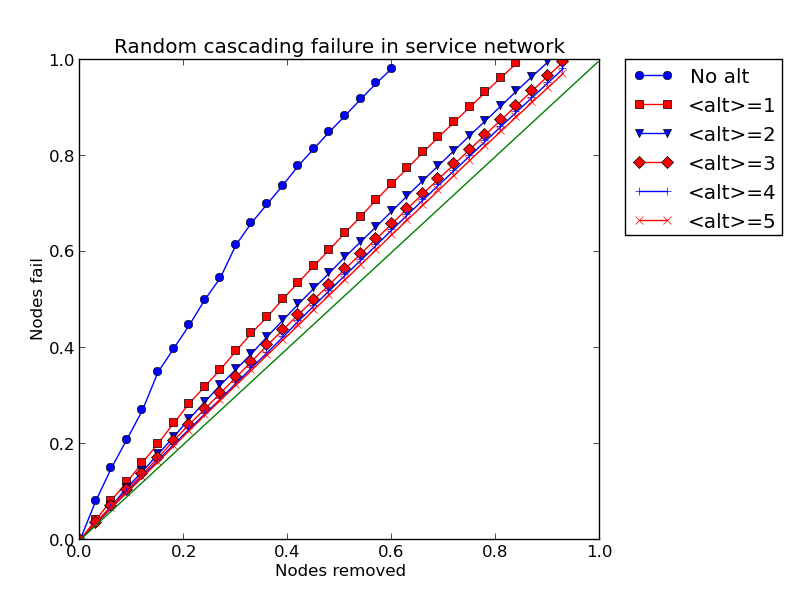 Random cascading failure in service network
Nodes fail
1.0
0.8
0.6
0.4
0.2
0.0
0.0 0.2 0.4 0.6 0.8 1.0
Nodes removed
No alt
<alt>=1
<alt>=2
<alt>=3
<alt>=4
<alt>=5